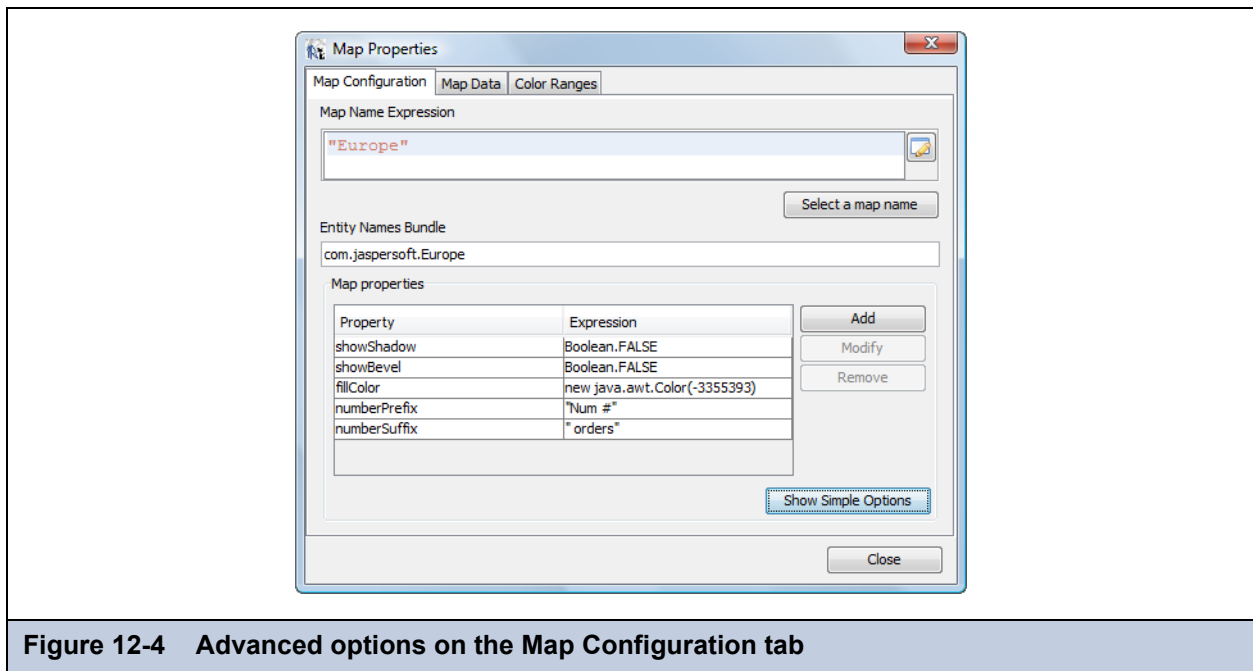 Map Properties
Map Configuration Map Data Color Ranges
Map Name Expression
"Europe"
Select a map name
Entity Names Bundle
com.jaspersoft.Europe
Map properties
Property Expression Add
showShadow Boolean.FALSE Modify
showBevel Boolean.FALSE
fillColor new java.awt.Color(-3355393) Remove
numberPrefix "Num #"
numberSuffix " orders"
Show Simple Options
Close
Figure 12-4 Advanced options on the Map Configuration tab